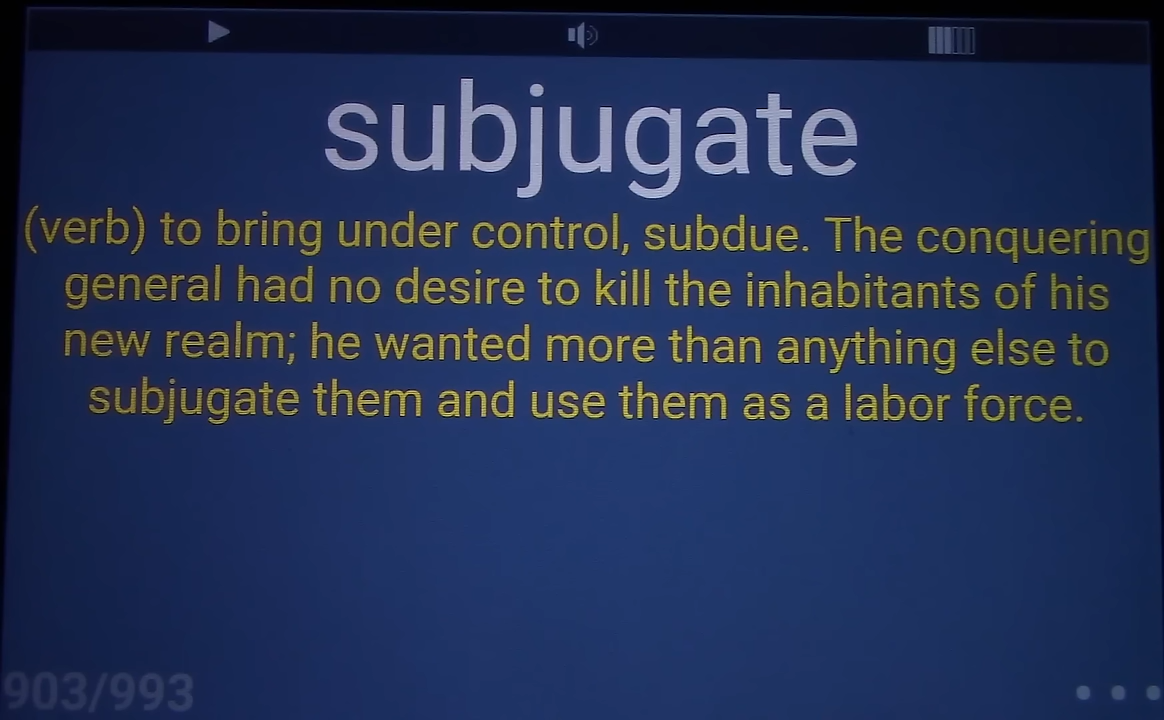 subjugate
(verb) to bring under control, subdue. The conquering
general had no desire to kill the inhabitants of his
new realm; he wanted more than anything else to
subjugate them and use them as a labor force.
903/993